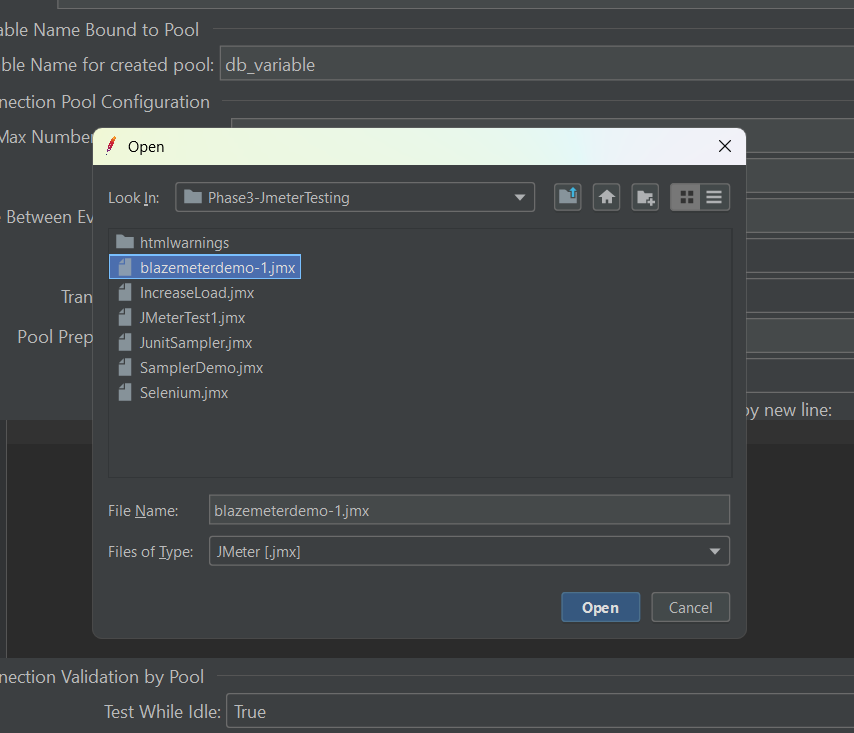 able Name Bound to Pool
ble Name for created pool: db_variable
nnection Pool Configuration
Max Number
Open
Look In: Phase3-JmeterTesting
htmlwarnings
blazemeterdemo-1.jmx
e Between Ev
IncreaseLoad.jmx
Tran
JMeterTest1.jmx
Pool Prep
JunitSampler.jmx
SamplerDemo.jmx
Selenium.jmx
by new line:
File Name: blazemeterdemo-1.jmx
Files of Type: JMeter [.jmx]
Open Cancel
nnection Validation by Pool
Test While Idle: True